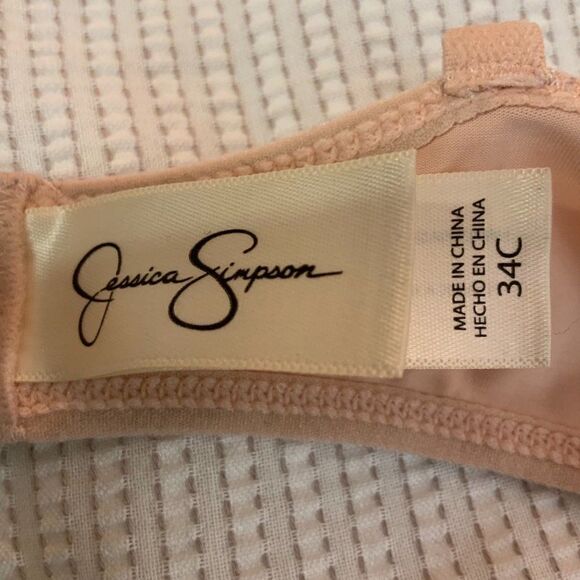 Jessica Simpson
MADE IN CHINA
HECHO EN CHINA
34C